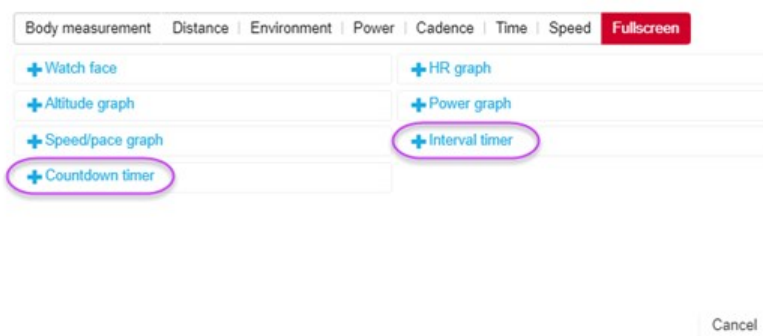 Body measurement Distance Environment Power Cadence Time Speed Fullscreen
Watch face HR graph
Altitude graph Power graph
Speed/pace graph Interval timer
Countdown timer
Cancel